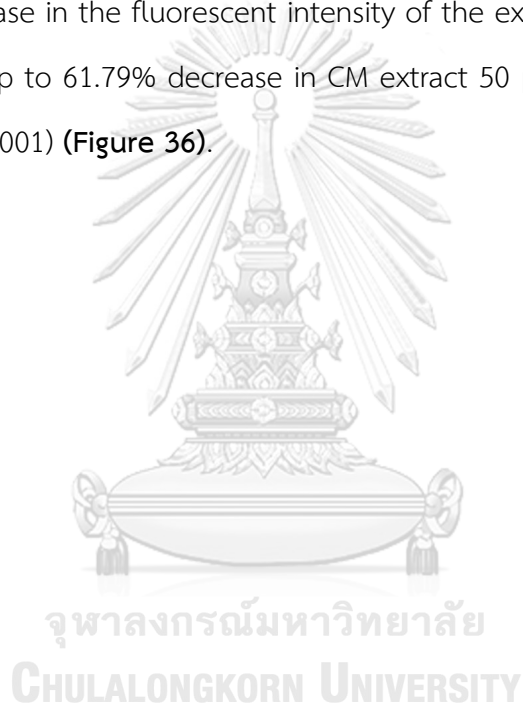 ase in the fluorescent intensity of the ex
p to 61.79% decrease in CM extract 50
001) (Figure 36).
จุฬาลงกรณ์มหาวิทยาลัย
CHULALONGKORN UNIVERSITY